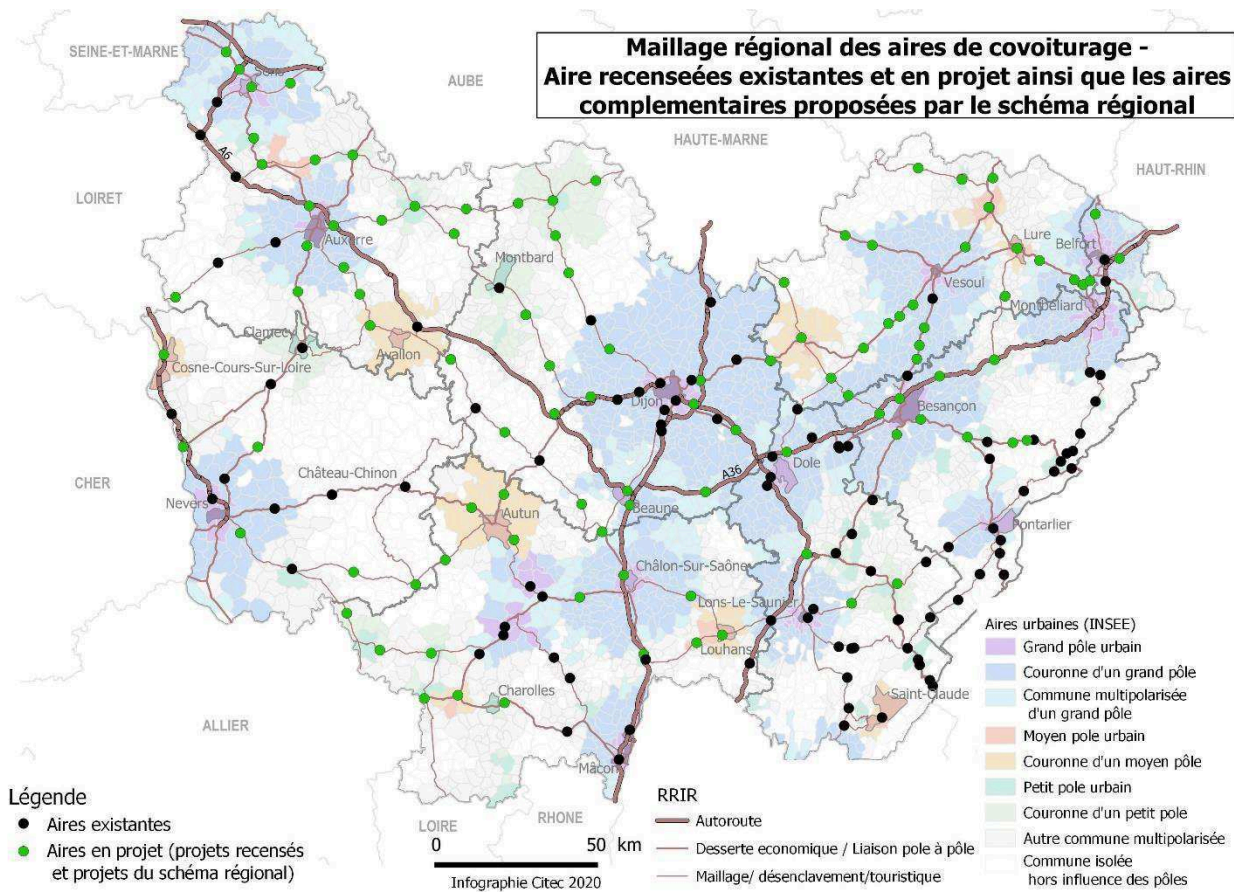 Maillage régional des aires de covoiturage -
Aire recenseées existantes et en projet ainsi que les aires
complementaires proposées par le schéma régional
SEINE-ET-MARNE
AUBE
HAUTE-MARNE
HAUT-RHIN
LOIRET
CHER
ALLIER
LOIRE
RHONE
Sens
A6
Auxerre
Montbard
Lure
Belfort
Vesoul
Montbéliard
Clamecy
Avallon
Cosne-Cours-Sur-Loire
Dijon
Besançon
Château-Chinon
A36
Dole
Nevers
Autun
Beaune
Pontarlier
Châlon-Sur-Saône
Lons-Le-Saunier
Louhans
Charolles
Saint-Claude
Mâcon
Légende
Aires existantes
Aires en projet (projets recensés
et projets du schéma régional)
0 50 km
Infographie Citec 2020
RRIR
Autoroute
Desserte economique / Liaison pole à pôle
Maillage/ désenclavement/touristique
Aires urbaines (INSEE)
Grand pôle urbain
Couronne d'un grand pôle
Commune multipolarisée
d'un grand pôle
Moyen pole urbain
Couronne d'un moyen pôle
Petit pole urbain
Couronne d'un petit pole
Autre commune multipolarisée
Commune isolée
hors influence des pôles